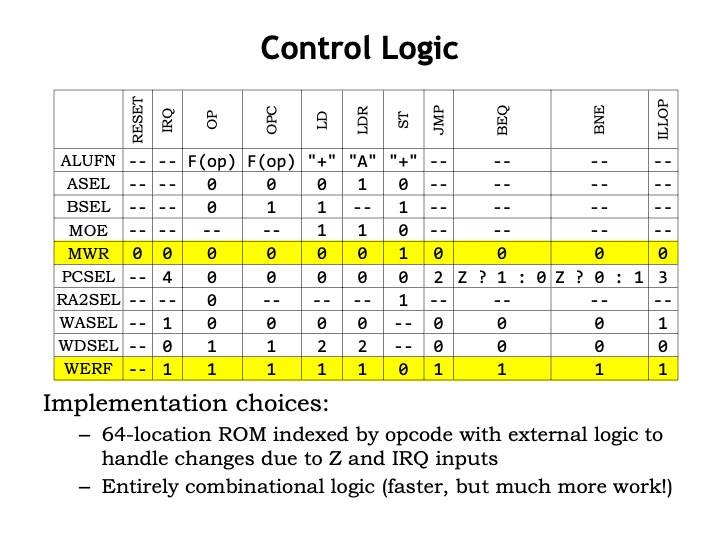 Control Logic
RESET IRQ OP OPC LD LDR ST JMP BEQ BNE ILLOP
ALUFN -- -- F(op) F(op) "+" "A" "+" -- -- -- --
ASEL -- -- 0 0 0 1 0 -- -- -- --
BSEL -- -- 0 1 1 -- 1 -- -- -- --
MOE -- -- -- -- 1 1 0 -- -- -- --
MWR 0 0 0 0 0 0 1 0 0 0 0
PCSEL -- 4 0 0 0 0 0 2 Z ? 1 : 0 Z ? 0 : 1 3
RA2SEL -- -- 0 -- -- -- 1 -- -- -- --
WASEL -- 1 0 0 0 0 -- 0 0 0 1
WDSEL -- 0 1 1 2 2 -- 0 0 0 0
WERF -- 1 1 1 1 1 0 1 1 1 1
Implementation choices:
– 64-location ROM indexed by opcode with external logic to
handle changes due to Z and IRQ inputs
– Entirely combinational logic (faster, but much more work!)